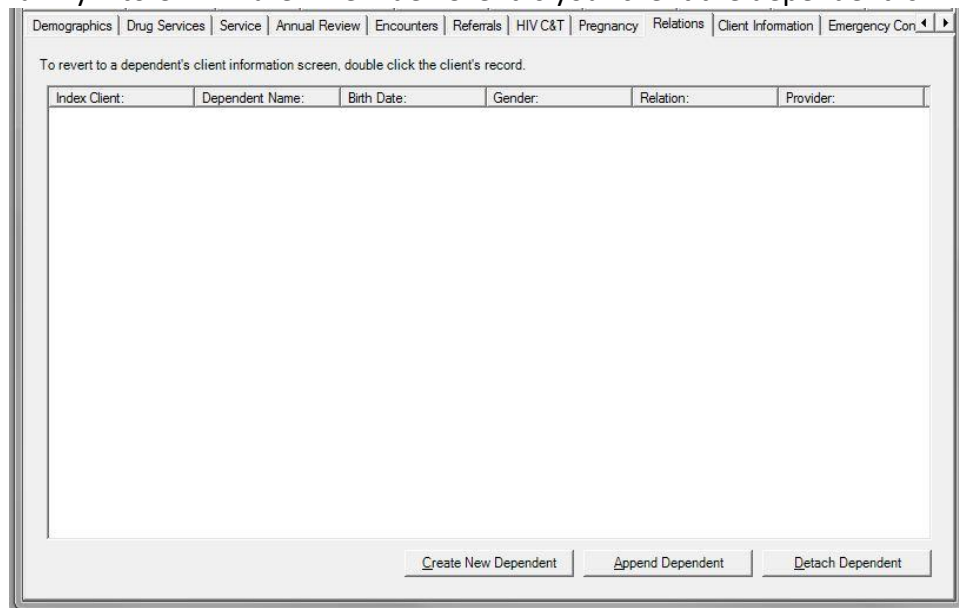 Demographics Drug Services Service Annual Review Encounters Referrals HIV C&T Pregnancy Relations Client Information Emergency Con
To revert to a dependent's client information screen, double click the client's record.
Index Client: Dependent Name: Birth Date: Gender: Relation: Provider:
Create New Dependent Append Dependent Detach Dependent